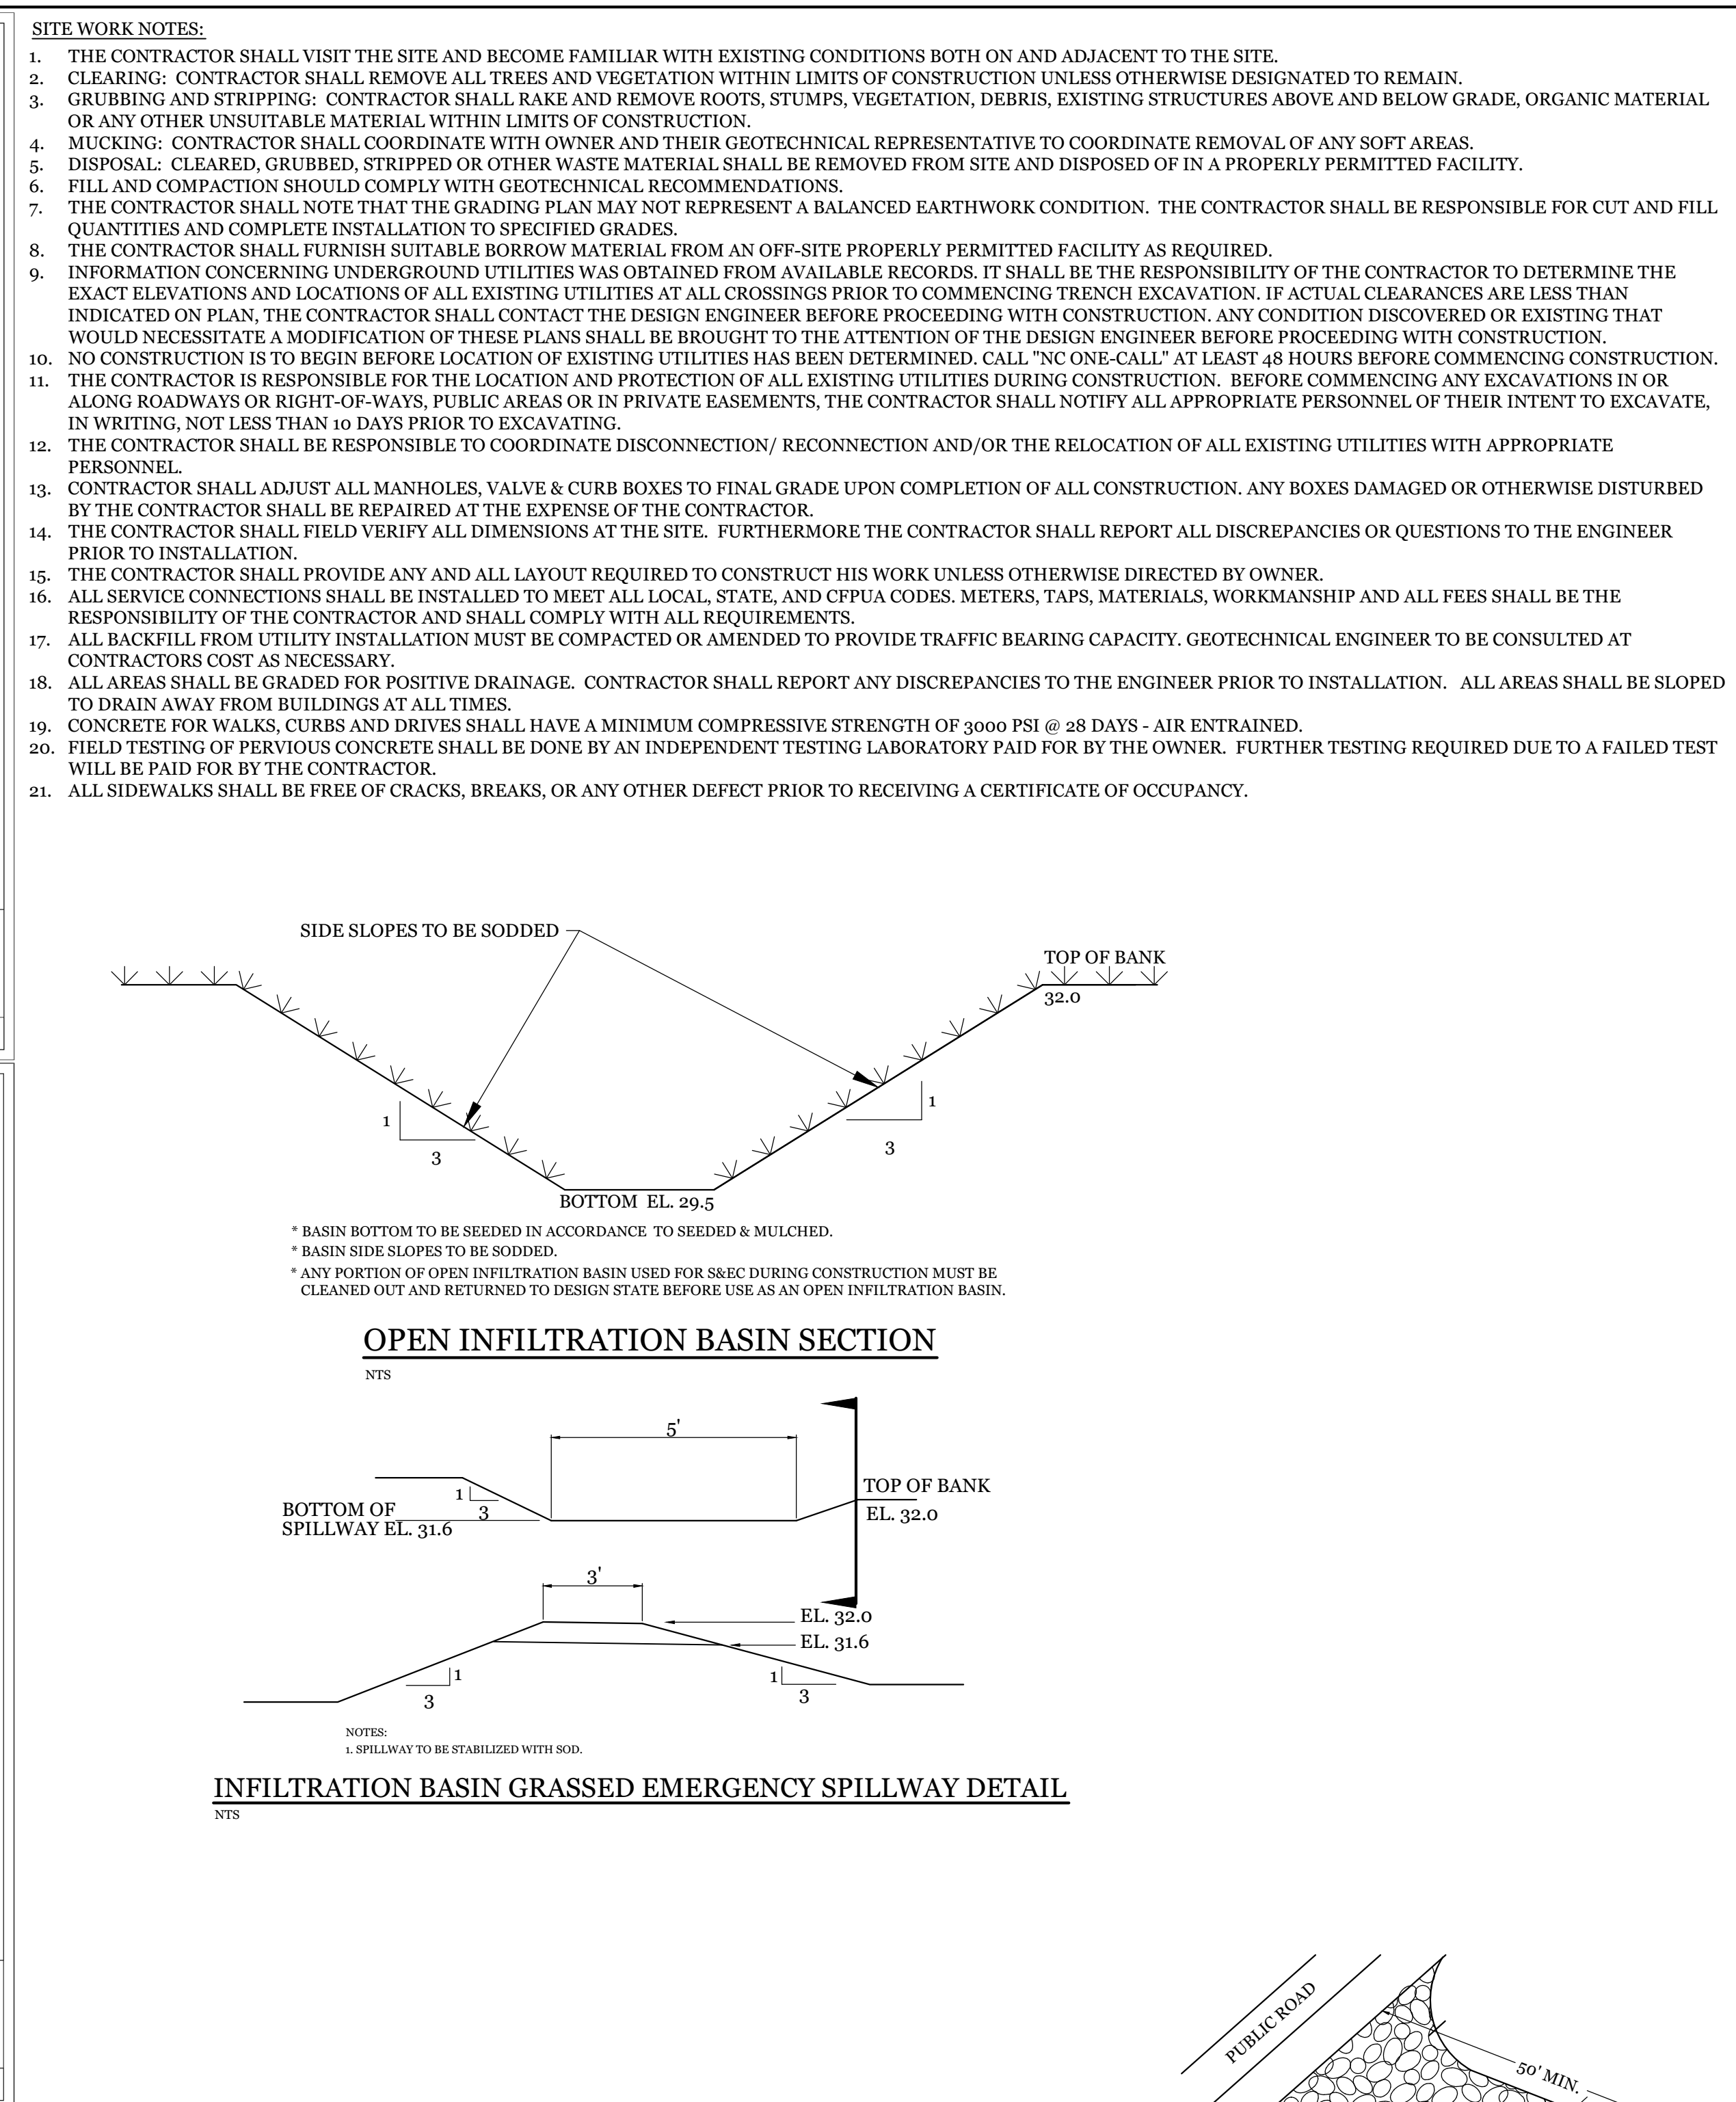 SITE WORK NOTES:
1. THE CONTRACTOR SHALL VISIT THE SITE AND BECOME FAMILIAR WITH EXISTING CONDITIONS BOTH ON AND ADJACENT TO THE SITE.
2. CLEARING: CONTRACTOR SHALL REMOVE ALL TREES AND VEGETATION WITHIN LIMITS OF CONSTRUCTION UNLESS OTHERWISE DESIGNATED TO REMAIN.
3. GRUBBING AND STRIPPING: CONTRACTOR SHALL RAKE AND REMOVE ROOTS, STUMPS, VEGETATION, DEBRIS, EXISTING STRUCTURES ABOVE AND BELOW GRADE, ORGANIC MATERIAL
OR ANY OTHER UNSUITABLE MATERIAL WITHIN LIMITS OF CONSTRUCTION.
4. MUCKING: CONTRACTOR SHALL COORDINATE WITH OWNER AND THEIR GEOTECHNICAL REPRESENTATIVE TO COORDINATE REMOVAL OF ANY SOFT AREAS.
5. DISPOSAL: CLEARED, GRUBBED, STRIPPED OR OTHER WASTE MATERIAL SHALL BE REMOVED FROM SITE AND DISPOSED OF IN A PROPERLY PERMITTED FACILITY.
6. FILL AND COMPACTION SHOULD COMPLY WITH GEOTECHNICAL RECOMMENDATIONS.
7. THE CONTRACTOR SHALL NOTE THAT THE GRADING PLAN MAY NOT REPRESENT A BALANCED EARTHWORK CONDITION. THE CONTRACTOR SHALL BE RESPONSIBLE FOR CUT AND FILL
QUANTITIES AND COMPLETE INSTALLATION TO SPECIFIED GRADES.
8. THE CONTRACTOR SHALL FURNISH SUITABLE BORROW MATERIAL FROM AN OFF-SITE PROPERLY PERMITTED FACILITY AS REQUIRED.
9. INFORMATION CONCERNING UNDERGROUND UTILITIES WAS OBTAINED FROM AVAILABLE RECORDS. IT SHALL BE THE RESPONSIBILITY OF THE CONTRACTOR TO DETERMINE THE
EXACT ELEVATIONS AND LOCATIONS OF ALL EXISTING UTILITIES AT ALL CROSSINGS PRIOR TO COMMENCING TRENCH EXCAVATION. IF ACTUAL CLEARANCES ARE LESS THAN
INDICATED ON PLAN, THE CONTRACTOR SHALL CONTACT THE DESIGN ENGINEER BEFORE PROCEEDING WITH CONSTRUCTION. ANY CONDITION DISCOVERED OR EXISTING THAT
WOULD NECESSITATE A MODIFICATION OF THESE PLANS SHALL BE BROUGHT TO THE ATTENTION OF THE DESIGN ENGINEER BEFORE PROCEEDING WITH CONSTRUCTION.
10. NO CONSTRUCTION IS TO BEGIN BEFORE LOCATION OF EXISTING UTILITIES HAS BEEN DETERMINED. CALL "NC ONE-CALL" AT LEAST 48 HOURS BEFORE COMMENCING CONSTRUCTION.
11. THE CONTRACTOR IS RESPONSIBLE FOR THE LOCATION AND PROTECTION OF ALL EXISTING UTILITIES DURING CONSTRUCTION. BEFORE COMMENCING ANY EXCAVATIONS IN OR
ALONG ROADWAYS OR RIGHT-OF-WAYS, PUBLIC AREAS OR IN PRIVATE EASEMENTS, THE CONTRACTOR SHALL NOTIFY ALL APPROPRIATE PERSONNEL OF THEIR INTENT TO EXCAVATE,
IN WRITING, NOT LESS THAN 10 DAYS PRIOR TO EXCAVATING.
12. THE CONTRACTOR SHALL BE RESPONSIBLE TO COORDINATE DISCONNECTION/ RECONNECTION AND/OR THE RELOCATION OF ALL EXISTING UTILITIES WITH APPROPRIATE
PERSONNEL.
13. CONTRACTOR SHALL ADJUST ALL MANHOLES, VALVE & CURB BOXES TO FINAL GRADE UPON COMPLETION OF ALL CONSTRUCTION. ANY BOXES DAMAGED OR OTHERWISE DISTURBED
BY THE CONTRACTOR SHALL BE REPAIRED AT THE EXPENSE OF THE CONTRACTOR.
14. THE CONTRACTOR SHALL FIELD VERIFY ALL DIMENSIONS AT THE SITE. FURTHERMORE THE CONTRACTOR SHALL REPORT ALL DISCREPANCIES OR QUESTIONS TO THE ENGINEER
PRIOR TO INSTALLATION.
15. THE CONTRACTOR SHALL PROVIDE ANY AND ALL LAYOUT REQUIRED TO CONSTRUCT HIS WORK UNLESS OTHERWISE DIRECTED BY OWNER.
16. ALL SERVICE CONNECTIONS SHALL BE INSTALLED TO MEET ALL LOCAL, STATE, AND CFPUA CODES. METERS, TAPS, MATERIALS, WORKMANSHIP AND ALL FEES SHALL BE THE
RESPONSIBILITY OF THE CONTRACTOR AND SHALL COMPLY WITH ALL REQUIREMENTS.
17. ALL BACKFILL FROM UTILITY INSTALLATION MUST BE COMPACTED OR AMENDED TO PROVIDE TRAFFIC BEARING CAPACITY. GEOTECHNICAL ENGINEER TO BE CONSULTED AT
CONTRACTORS COST AS NECESSARY.
18. ALL AREAS SHALL BE GRADED FOR POSITIVE DRAINAGE. CONTRACTOR SHALL REPORT ANY DISCREPANCIES TO THE ENGINEER PRIOR TO INSTALLATION. ALL AREAS SHALL BE SLOPED
TO DRAIN AWAY FROM BUILDINGS AT ALL TIMES.
19. CONCRETE FOR WALKS, CURBS AND DRIVES SHALL HAVE A MINIMUM COMPRESSIVE STRENGTH OF 3000 PSI @ 28 DAYS - AIR ENTRAINED.
20. FIELD TESTING OF PERVIOUS CONCRETE SHALL BE DONE BY AN INDEPENDENT TESTING LABORATORY PAID FOR BY THE OWNER. FURTHER TESTING REQUIRED DUE TO A FAILED TEST
WILL BE PAID FOR BY THE CONTRACTOR.
21. ALL SIDEWALKS SHALL BE FREE OF CRACKS, BREAKS, OR ANY OTHER DEFECT PRIOR TO RECEIVING A CERTIFICATE OF OCCUPANCY.
SIDE SLOPES TO BE SODDED
TOP OF BANK
32.0
1
3
1
3
BOTTOM EL. 29.5
* BASIN BOTTOM TO BE SEEDED IN ACCORDANCE TO SEEDED & MULCHED.
* BASIN SIDE SLOPES TO BE SODDED.
* ANY PORTION OF OPEN INFILTRATION BASIN USED FOR S&EC DURING CONSTRUCTION MUST BE
CLEANED OUT AND RETURNED TO DESIGN STATE BEFORE USE AS AN OPEN INFILTRATION BASIN.
OPEN INFILTRATION BASIN SECTION
NTS
5'
TOP OF BANK
EL. 32.0
1
3
BOTTOM OF
SPILLWAY EL. 31.6
3'
EL. 32.0
EL. 31.6
1
3
1
3
NOTES:
1. SPILLWAY TO BE STABILIZED WITH SOD.
INFILTRATION BASIN GRASSED EMERGENCY SPILLWAY DETAIL
NTS
PUBLIC ROAD
50' MIN.